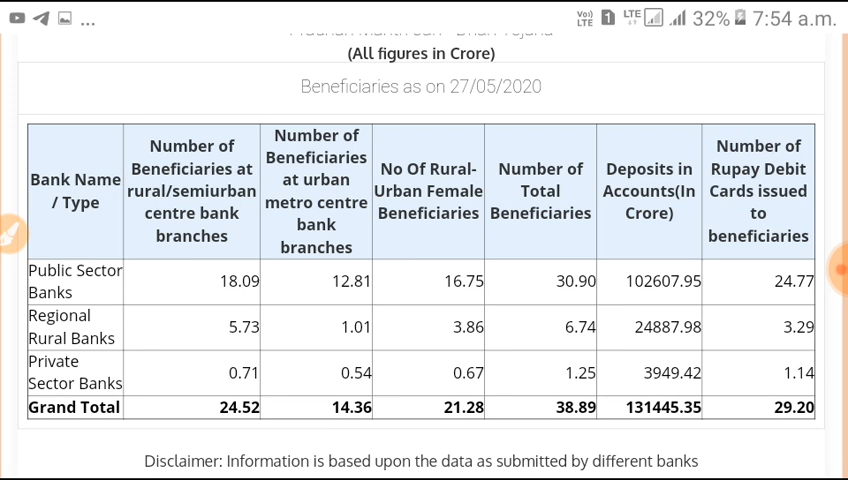 ...
Vo)) LTE 1 LTE 32% 7:54 a.m.
(All figures in Crore)
Beneficiaries as on 27/05/2020
Bank Name / Type
Number of Beneficiaries at rural/semiurban centre bank branches
Number of Beneficiaries at urban metro centre bank branches
No Of Rural-Urban Female Beneficiaries
Number of Total Beneficiaries
Deposits in Accounts(In Crore)
Number of Rupay Debit Cards issued to beneficiaries
Public Sector Banks 18.09 12.81 16.75 30.90 102607.95 24.77
Regional Rural Banks 5.73 1.01 3.86 6.74 24887.98 3.29
Private Sector Banks 0.71 0.54 0.67 1.25 3949.42 1.14
Grand Total 24.52 14.36 21.28 38.89 131445.35 29.20
Disclaimer: Information is based upon the data as submitted by different banks